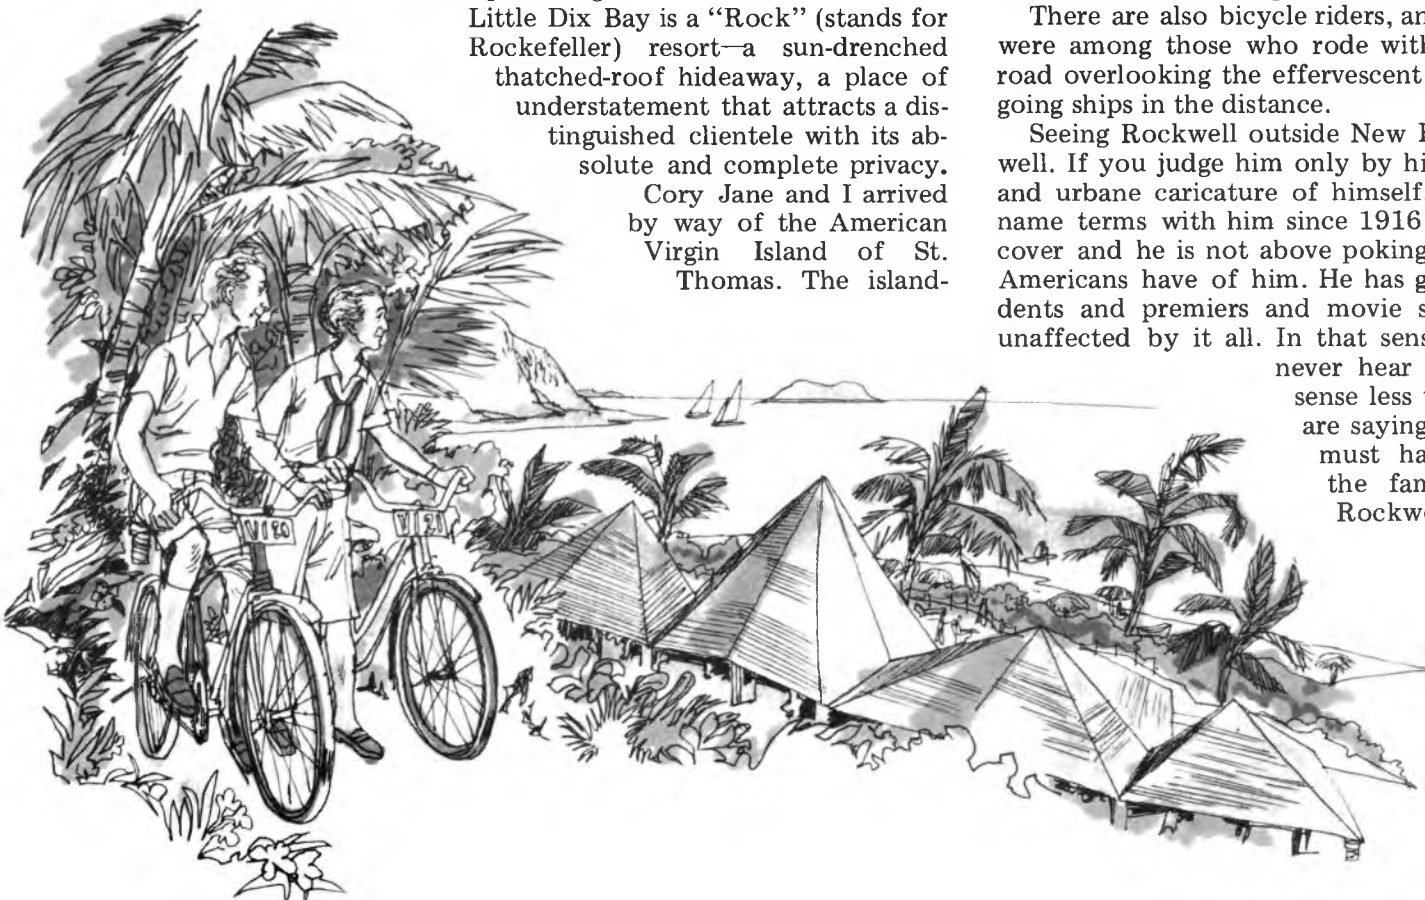 Little Dix Bay is a “Rock” (stands for
Rockefeller) resort—a sun-drenched
thatched-roof hideaway, a place of
understatement that attracts a dis-
tinguished clientele with its ab-
solute and complete privacy.
Cory Jane and I arrived
by way of the American
Virgin Island of St.
Thomas. The island-
There are also bicycle riders, an
were among those who rode with
road overlooking the effervescent
going ships in the distance.
Seeing Rockwell outside New
well. If you judge him only by hi
and urbane caricature of himself
name terms with him since 1916
cover and he is not above poking
Americans have of him. He has g
dents and premiers and movie s
unaffected by it all. In that sens
never hear
sense less
are saying
must ha
the fam
Rockw
VI 20
VI 21